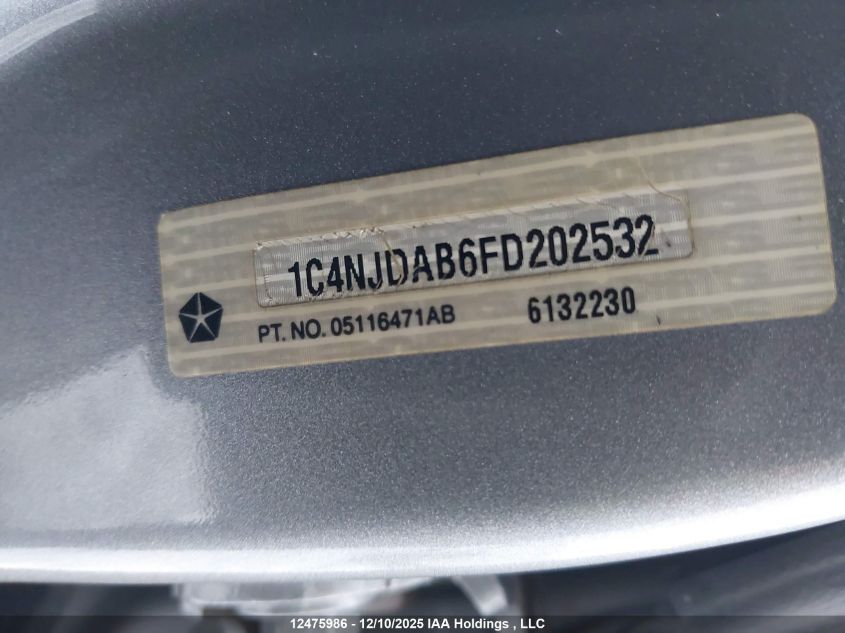 1C4NJDAB6FD202532
PT. NO. 05116471AB 6132230
12475986 - 12/10/2025 IAA Holdings , LLC